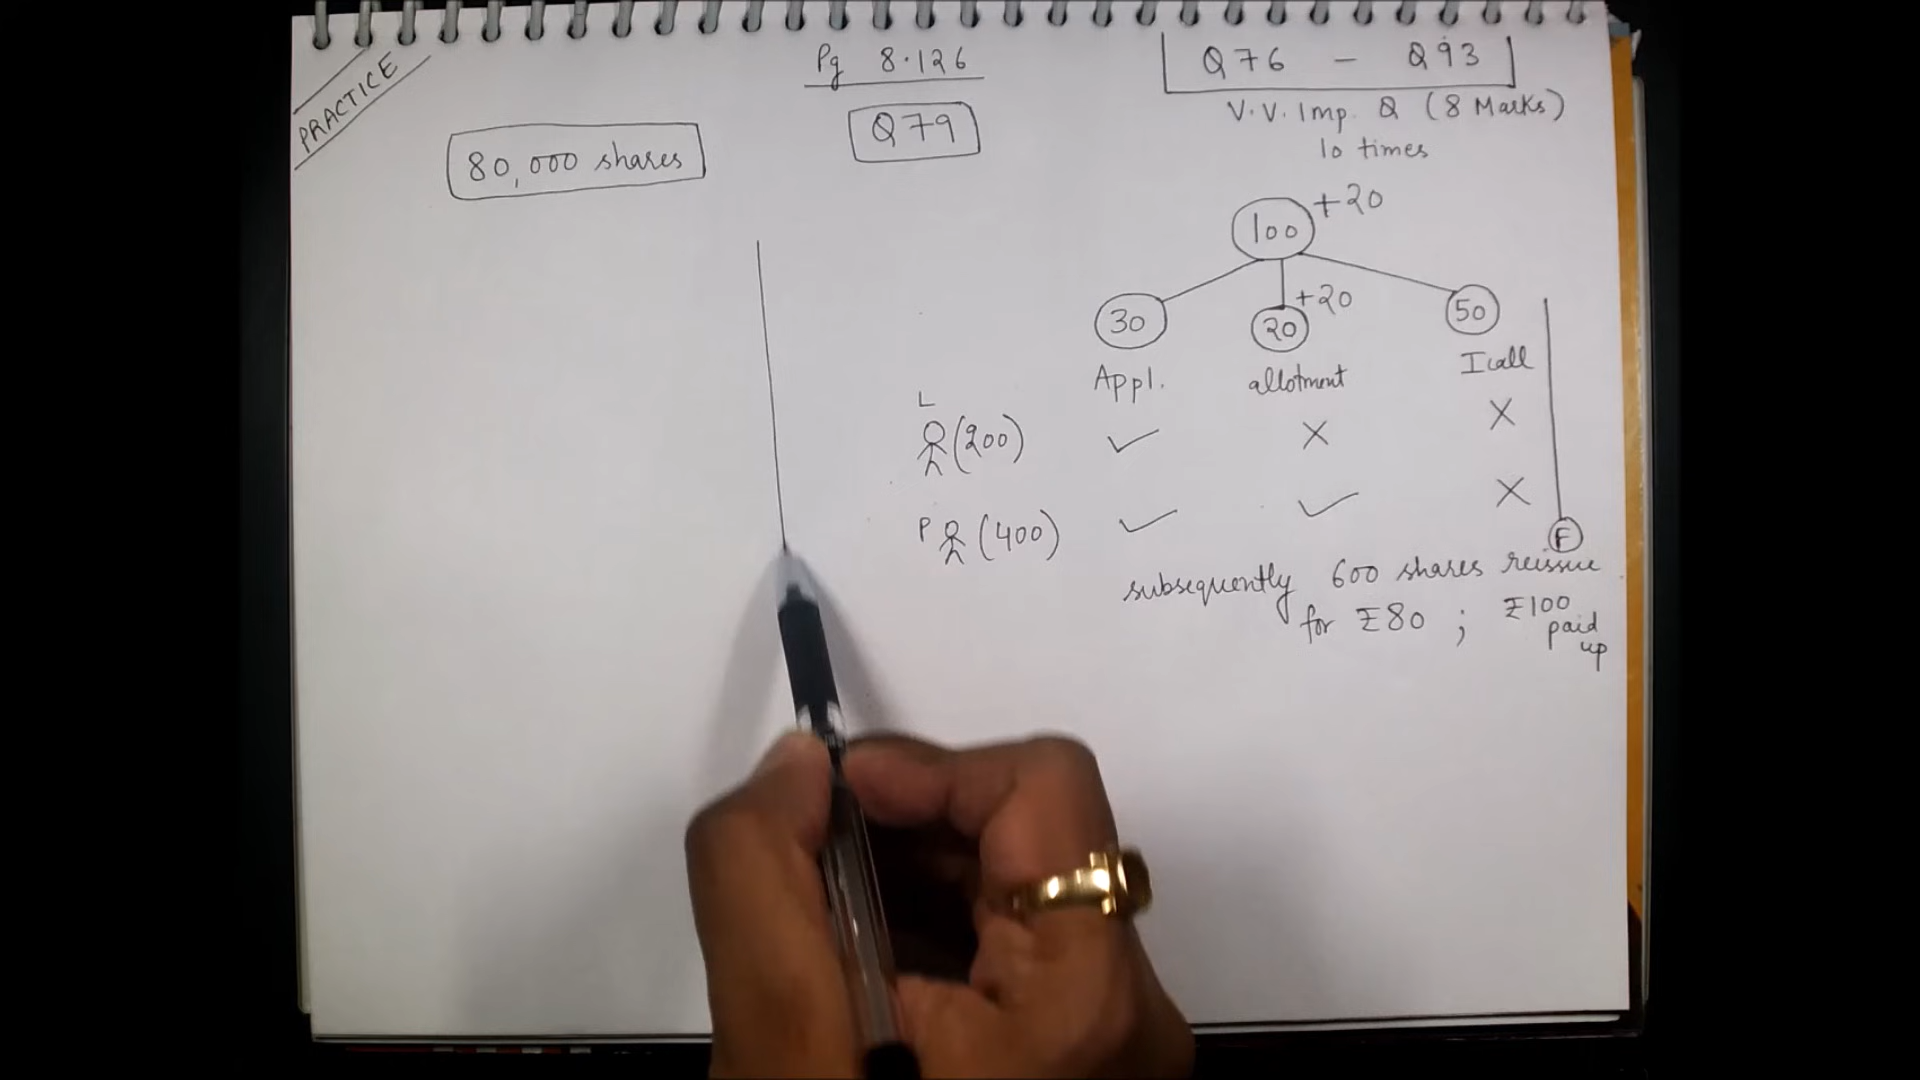 PRACTICE
Pg 8.126
Q76 - Q93
V.V. Imp. Q (8 Marks)
10 times
Q79
80,000 shares
100 +20
30
20 +20
50
Appl.
allotment
I call
L
(200) ✓ X X
P (400) ✓ ✓ X
F
subsequently 600 shares reissue
for ₹80 ; ₹100
paid
up